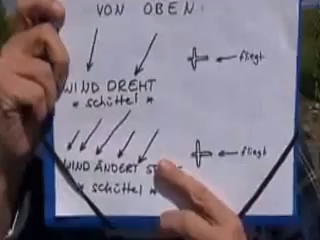 VON OBEN:
WIND DREHT
* schüttel *
fliegt
WIND ÄNDERT
* schüttel *
fliegt